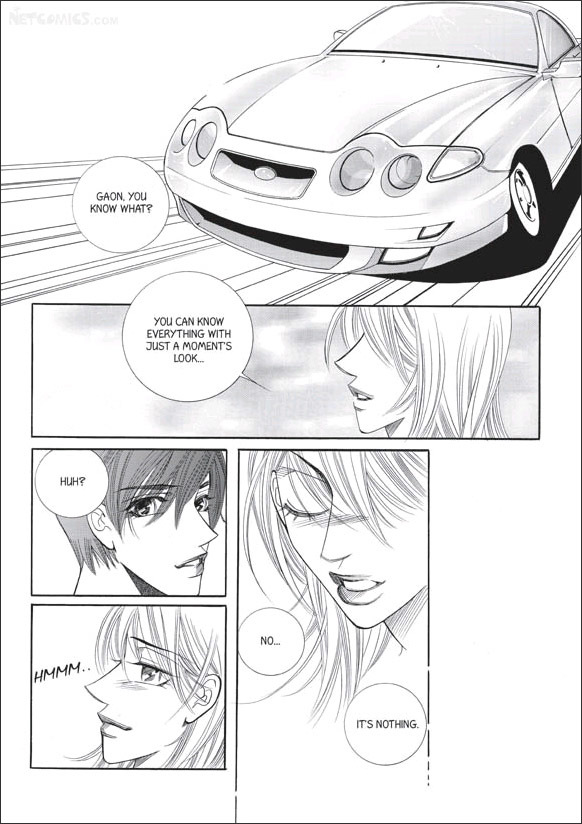 NETCOMICS.COM
GAON, YOU
KNOW WHAT?
YOU CAN KNOW
EVERYTHING WITH
JUST A MOMENT'S
LOOK...
HUH?
NO...
IT'S NOTHING.
HMMM..